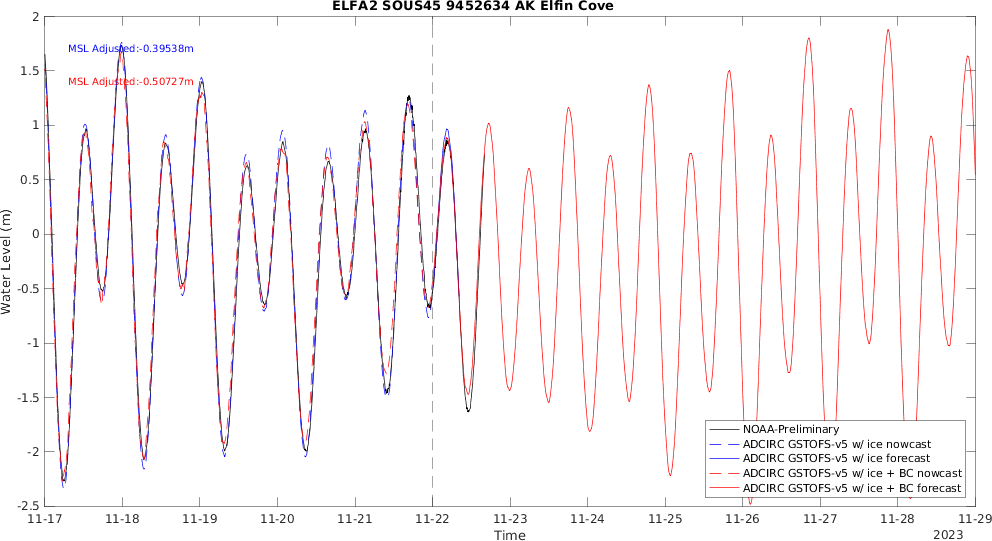 ELFA2 SOUS45 9452634 AK Elfin Cove
MSL Adjusted:-0.39538m
MSL Adjusted:-0.50727m
2
1.5
1
0.5
0
-0.5
-1
-1.5
-2
-2.5
Water Level (m)
NOAA-Preliminary
ADCIRC GSTOFS-v5 w/ ice nowcast
ADCIRC GSTOFS-v5 w/ ice forecast
ADCIRC GSTOFS-v5 w/ ice + BC nowcast
ADCIRC GSTOFS-v5 w/ ice + BC forecast
11-17 11-18 11-19 11-20 11-21 11-22 11-23 11-24 11-25 11-26 11-27 11-28 11-29
Time
2023